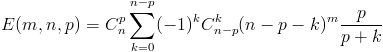 E(m,n,p) = C_n^p \sum_{k=0}^{n-p} (-1)^k C_{n-p}^k (n-p-k)^m \frac{p}{p+k}